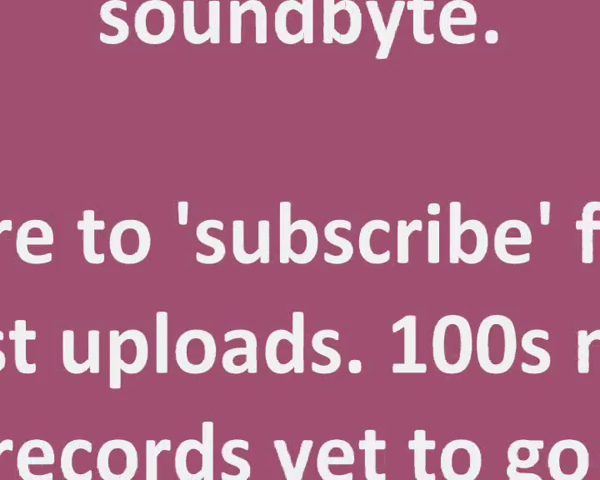 soundbyte.
re to 'subscribe' f
st uploads. 100s
records yet to go